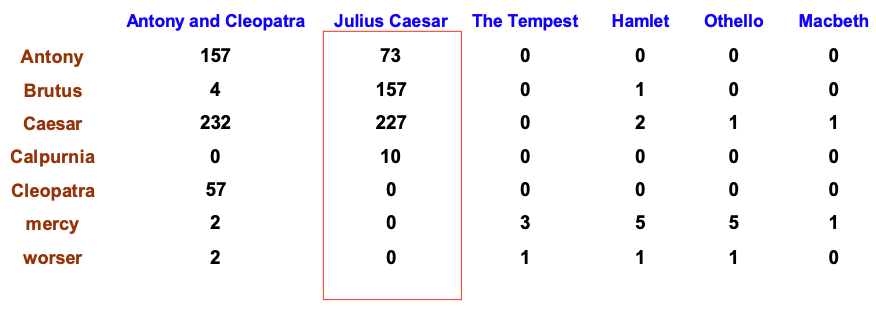 Antony and Cleopatra Julius Caesar The Tempest Hamlet Othello Macbeth
Antony 157 73 0 0 0 0
Brutus 4 157 0 1 0 0
Caesar 232 227 0 2 1 1
Calpurnia 0 10 0 0 0 0
Cleopatra 57 0 0 0 0 0
mercy 2 0 3 5 5 1
worser 2 0 1 1 1 0